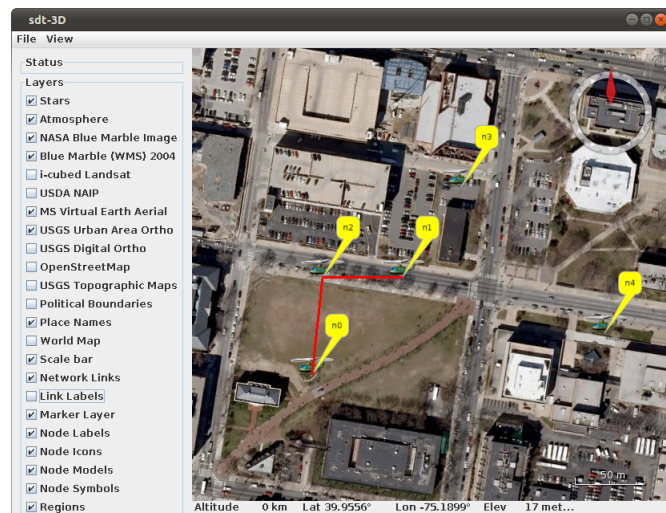 sdt-3D
File View
Status
Layers
Stars
Atmosphere
NASA Blue Marble Image
Blue Marble (WMS) 2004
i-cubed Landsat
USDA NAIP
MS Virtual Earth Aerial
USGS Urban Area Ortho
USGS Digital Ortho
OpenStreetMap
USGS Topographic Maps
Political Boundaries
Place Names
World Map
Scale bar
Network Links
Link Labels
Marker Layer
Node Labels
Node Icons
Node Models
Node Symbols
Regions
n3
n2
n1
n4
n0
50 m
Altitude 0 km Lat 39.9556° Lon -75.1899° Elev 17 met...